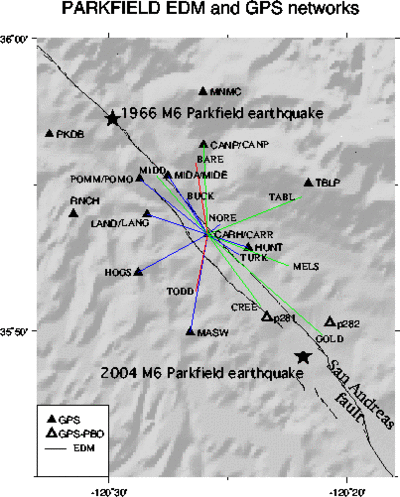 PARKFIELD EDM and GPS networks
36°00'
MNMC
1966 M6 Parkfield earthquake
PKDB
CANP/CANP
BARE
MIDD
MIDA/MIDE
POMM/POMO
TBLP
BUCK
TABL
RNCH
LAND/LANG
NORE
CARH/CARR
HUNT
TURK
MELS
HOGS
TODD
CREE
p281
p282
35°50'
MASW
GOLD
2004 M6 Parkfield earthquake
San Andreas
fault
GPS
GPS-PBO
EDM
-120°30'
-120°20'